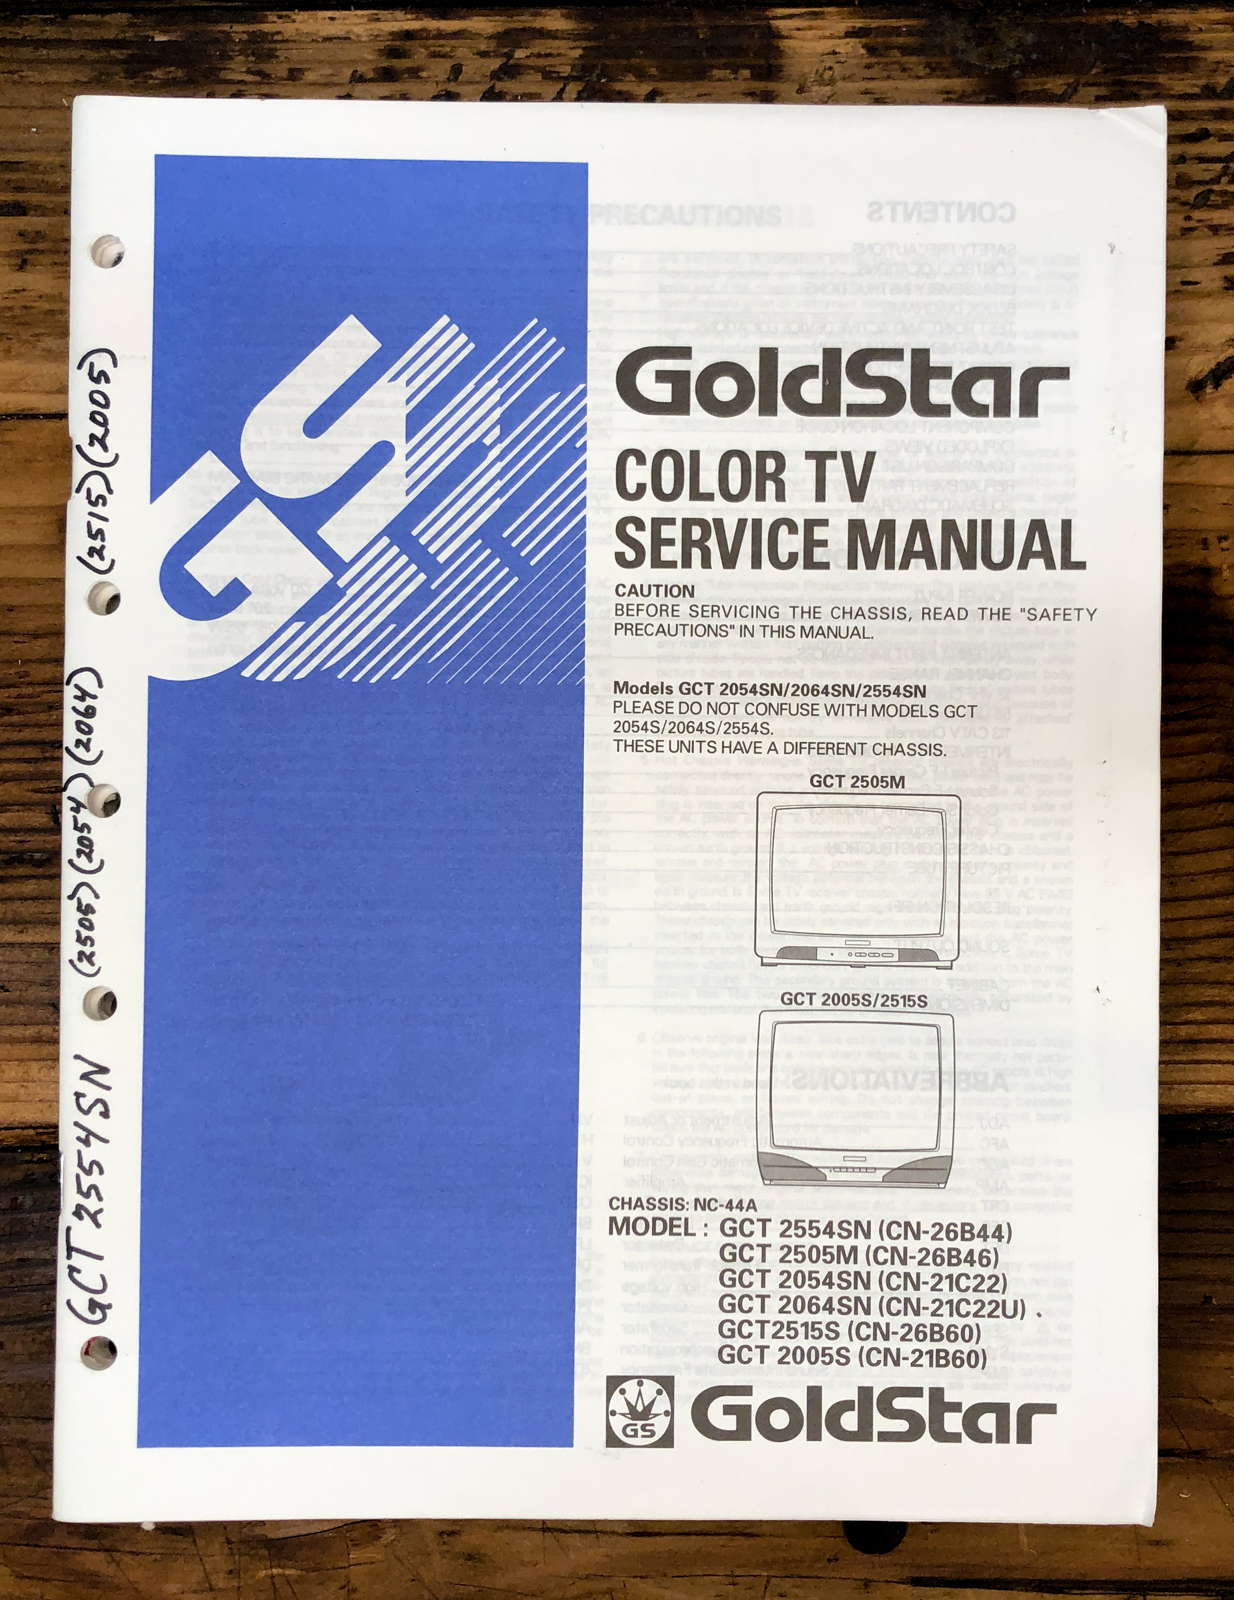 GoldStar
COLOR TV
SERVICE MANUAL
CAUTION
BEFORE SERVICING THE CHASSIS, READ THE "SAFETY
PRECAUTIONS" IN THIS MANUAL.
Models GCT 2054SN/2064SN/2554SN
PLEASE DO NOT CONFUSE WITH MODELS GCT
2054S/2064S/2554S.
THESE UNITS HAVE A DIFFERENT CHASSIS.
GCT 2505M
GCT 2005S/2515S
CHASSIS: NC-44A
MODEL : GCT 2554SN (CN-26B44)
GCT 2505M (CN-26B46)
GCT 2054SN (CN-21C22)
GCT 2064SN (CN-21C22U) .
GCT2515S (CN-26B60)
GCT 2005S (CN-21B60)
GS
GoldStar
GS
GCT 2554SN (2505)(2054)(2064) (2515)(2005)